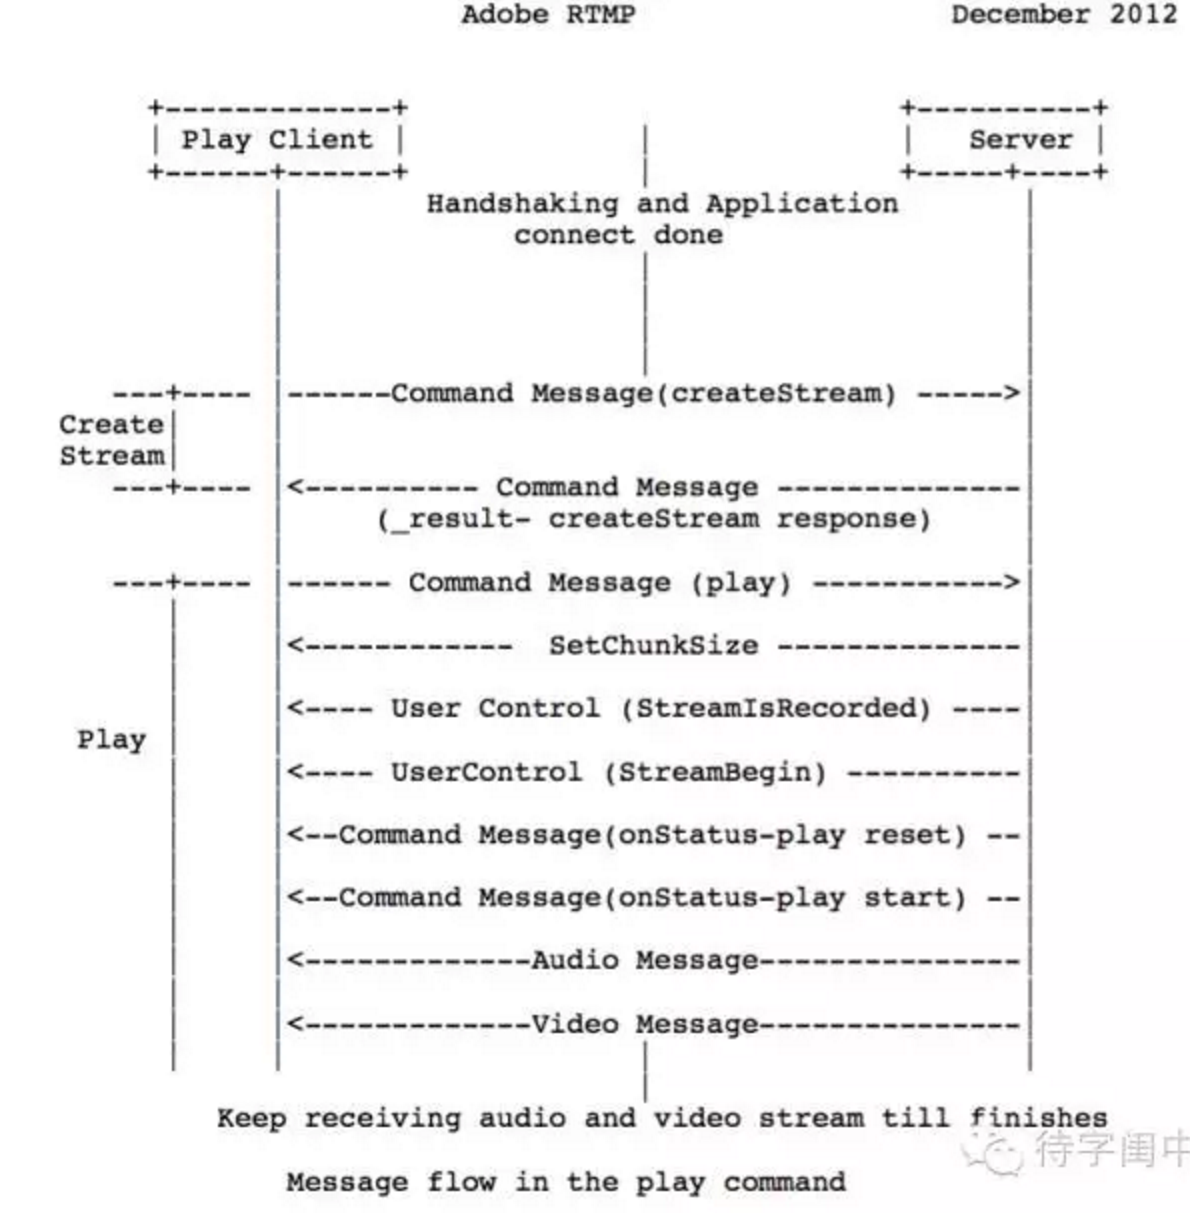 Adobe RTMP December 2012
+-------------+ +----------+
| Play Client | | | Server |
+------+------+ | +-----+----+
Handshaking and Application
connect done
---+---- ------Command Message(createStream) ----->
Create|
Stream|
---+---- <---------- Command Message --------------
(_result- createStream response)
---+---- ------ Command Message (play) ----------->
<------------ SetChunkSize --------------
<---- User Control (StreamIsRecorded) ----
Play
<---- UserControl (StreamBegin) ----------
<--Command Message(onStatus-play reset) --
<--Command Message(onStatus-play start) --
<-------------Audio Message---------------
<-------------Video Message---------------
Keep receiving audio and video stream till finishes
待字闺中
Message flow in the play command